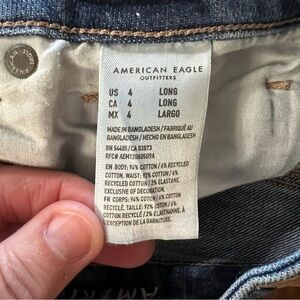 AMERICAN EAGLE
OUTFITTERS
US 4 LONG
CA 4 LONG
MX 4 LARGO
MADE IN BANGLADESH / FABRIQUÉ AU
BANGLADESH / HECHO EN BANGLADESH
RN 54485/CA 03873
EN BODY: 94% COTTON / 6% RECYCLED
COTTON. WAIST: 92% COTTON / 6%
RECYCLED COTTON / 2% ELASTANE.
EXCLUSIVE OF DECORATION.
FR CORPS: 94% COTON / 6% COTON
RECYCLÉ. TAILLE: 92% COTON / 6%
COTON RECYCLÉ / 2% ÉLASTHANNE. À
L'EXCEPTION DE LA GARNITURE.